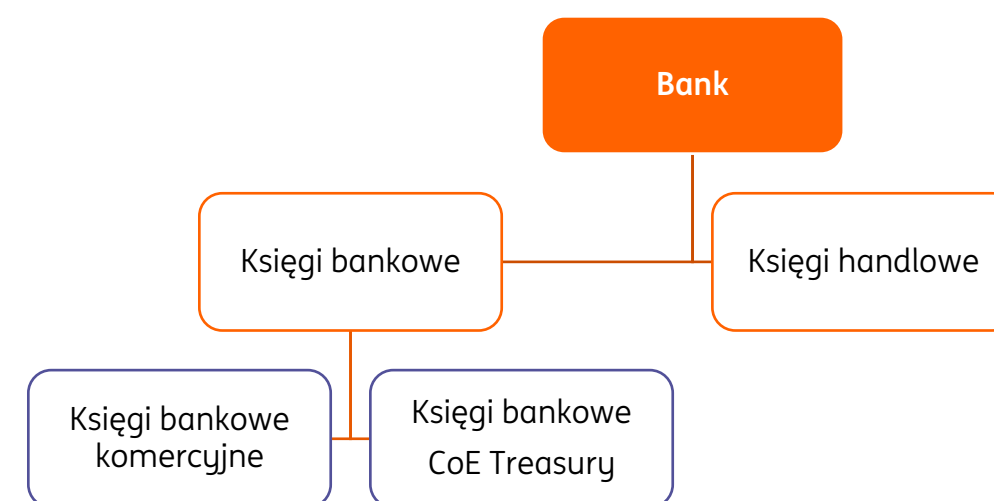 Bank
Księgi bankowe
Księgi handlowe
Księgi bankowe
komercyjne
Księgi bankowe
CoE Treasury